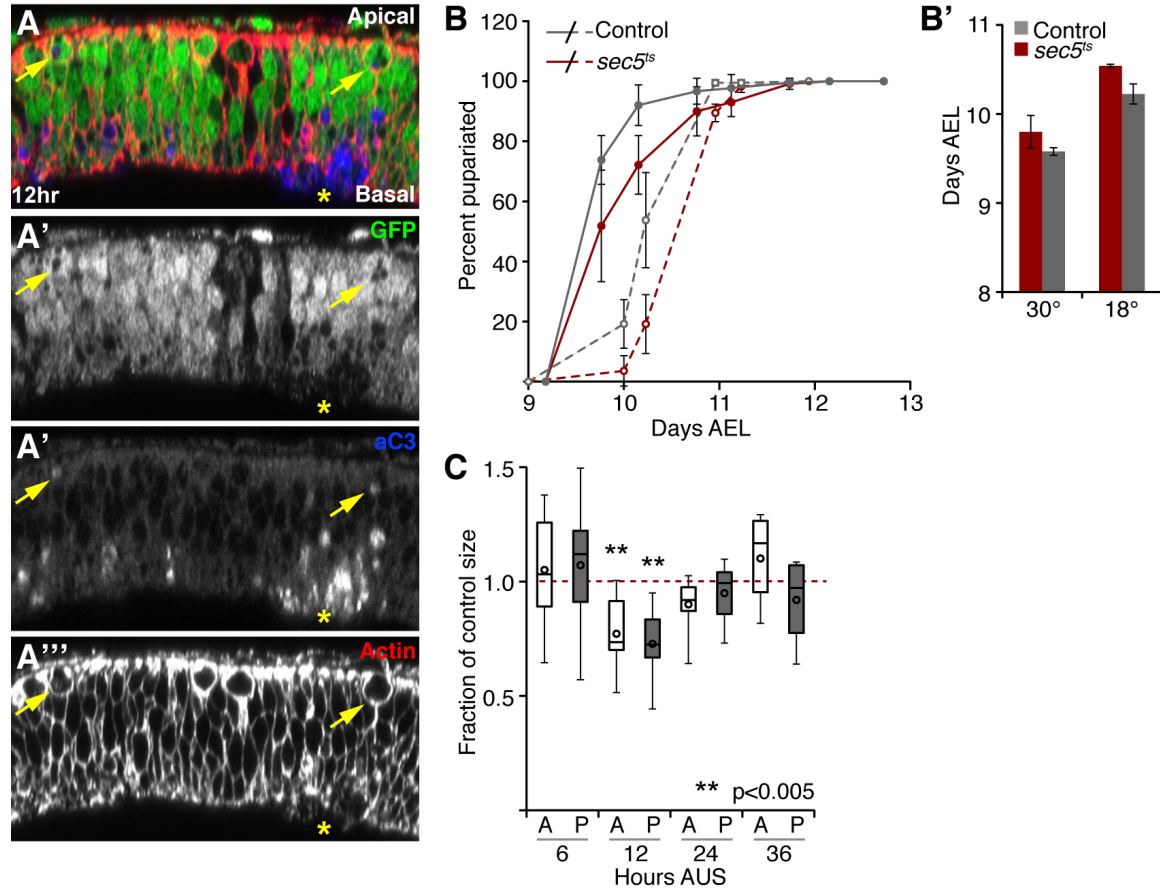 A
Apical
12hr
Basal
*
A'
GFP
*
A'
aC3
*
A'''
Actin
*
B
Control
sec5ts
Percent pupariated
100
80
60
40
20
9
10
11
12
13
Days AEL
B'
Control
sec5ts
Days AEL
11
10
9
8
30°
18°
C
Fraction of control size
1.5
1.0
0.5
**
**
** p<0.005
A P A P A P A P
6 12 24 36
Hours AUS